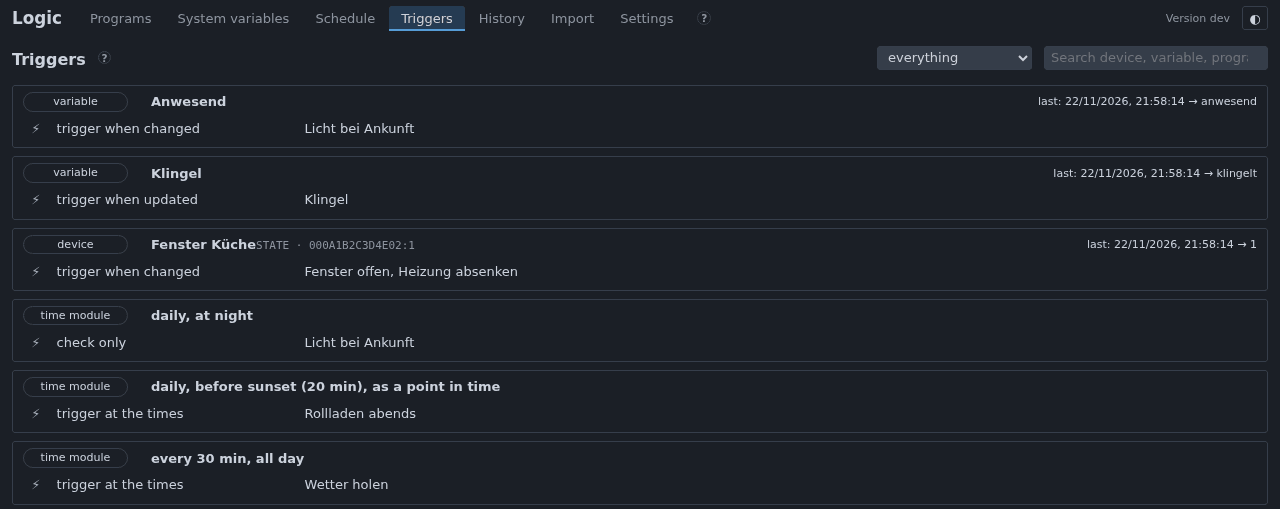 Logic Programs System variables Schedule Triggers History Import Settings ? Version dev ◐
Triggers ? everything Search device, variable, progra
variable Anwesend last: 22/11/2026, 21:58:14 → anwesend
⚡ trigger when changed Licht bei Ankunft
variable Klingel last: 22/11/2026, 21:58:14 → klingelt
⚡ trigger when updated Klingel
device Fenster KücheSTATE · 000A1B2C3D4E02:1 last: 22/11/2026, 21:58:14 → 1
⚡ trigger when changed Fenster offen, Heizung absenken
time module daily, at night
⚡ check only Licht bei Ankunft
time module daily, before sunset (20 min), as a point in time
⚡ trigger at the times Rollladen abends
time module every 30 min, all day
⚡ trigger at the times Wetter holen